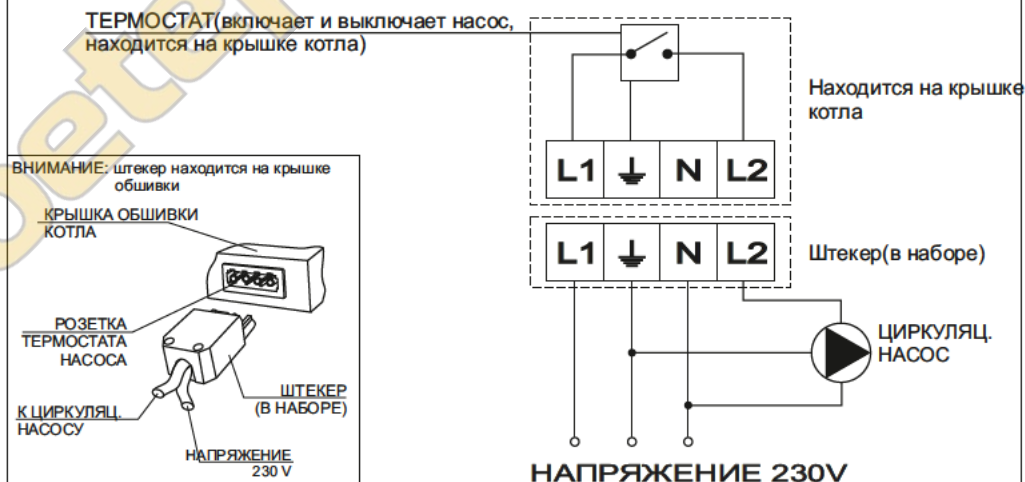 ТЕРМОСТАТ(включает и выключает насос,
находится на крышке котла)
Находится на крышке
котла
L1 N L2
L1 N L2
Штекер(в наборе)
ЦИРКУЛЯЦ.
НАСОС
НАПРЯЖЕНИЕ 230V
ВНИМАНИЕ: штекер находится на крышке
обшивки
КРЫШКА ОБШИВКИ
КОТЛА
РОЗЕТКА
ТЕРМОСТАТА
НАСОСА
ШТЕКЕР
(В НАБОРЕ)
К ЦИРКУЛЯЦ.
НАСОСУ
НАПРЯЖЕНИЕ
230 V